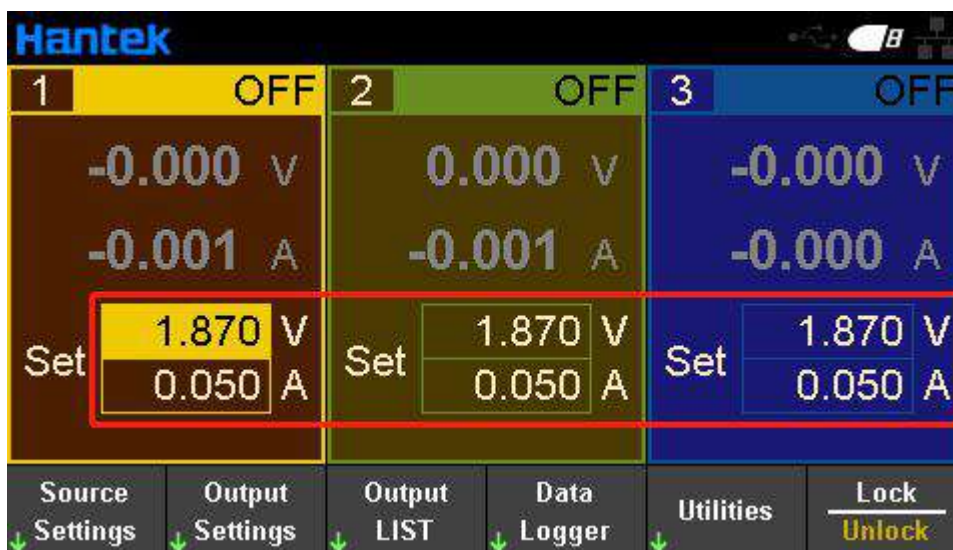 Hantek 8
1 OFF 2 OFF 3 OFF
-0.000 V 0.000 V -0.000 V
-0.001 A -0.001 A -0.000 A
Set 1.870 V Set 1.870 V Set 1.870 V
0.050 A 0.050 A 0.050 A
Source Settings Output Settings Output LIST Data Logger Utilities Lock Unlock